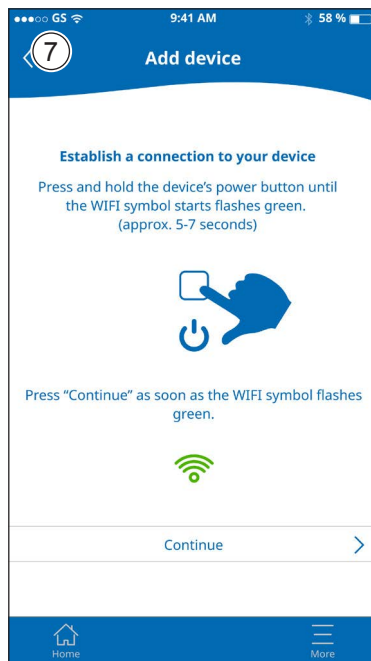 GS 9:41 AM 58 %
7
Add device
Establish a connection to your device
Press and hold the device's power button until
the WIFI symbol starts flashes green.
(approx. 5-7 seconds)
Press "Continue" as soon as the WIFI symbol flashes
green.
Continue
Home More